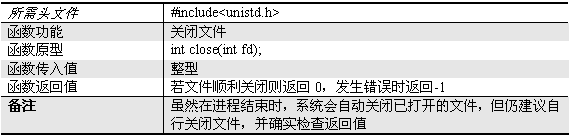 所需头文件 #include<unistd.h>
函数功能 关闭文件
函数原型 int close(int fd);
函数传入值 整型
函数返回值 若文件顺利关闭则返回 0，发生错误时返回-1
备注 虽然在进程结束时，系统会自动关闭已打开的文件，但仍建议自
行关闭文件，并确实检查返回值